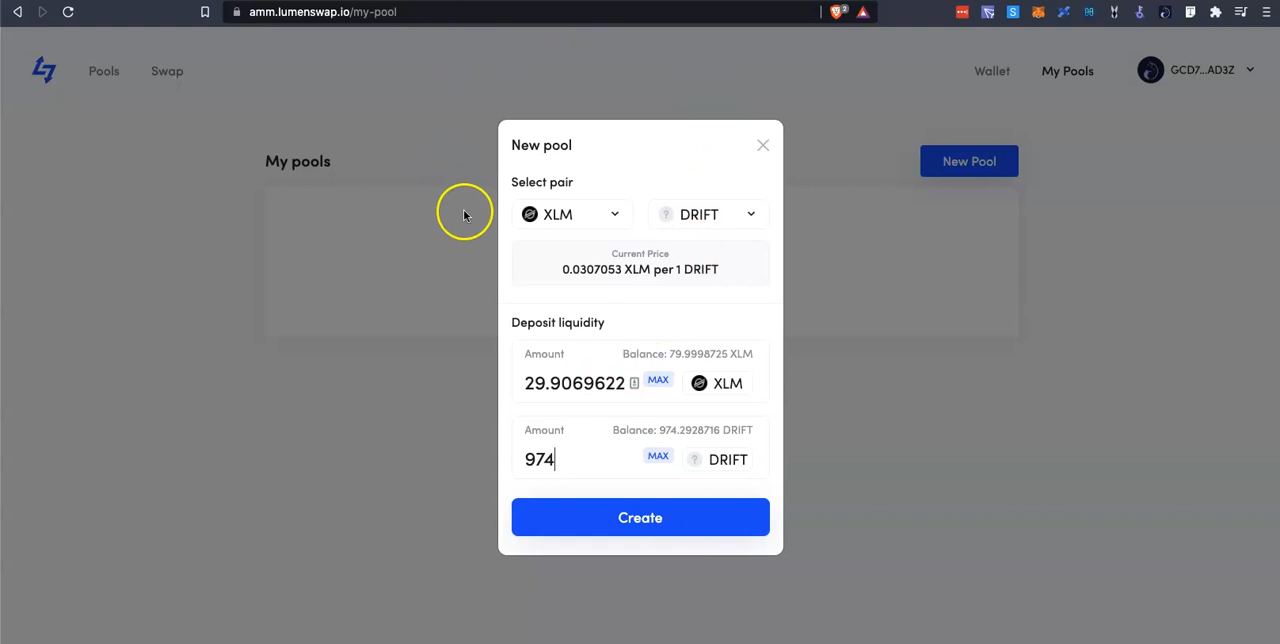 amm.lumenswap.io/my-pool
2
Pools
Swap
Wallet
My Pools
GCD7...AD3Z
My pools
New Pool
New pool
Select pair
XLM
? DRIFT
Current Price
0.0307053 XLM per 1 DRIFT
Deposit liquidity
Amount
Balance: 79.9998725 XLM
29.9069622
MAX
XLM
Amount
Balance: 974.2928716 DRIFT
974
MAX
? DRIFT
Create